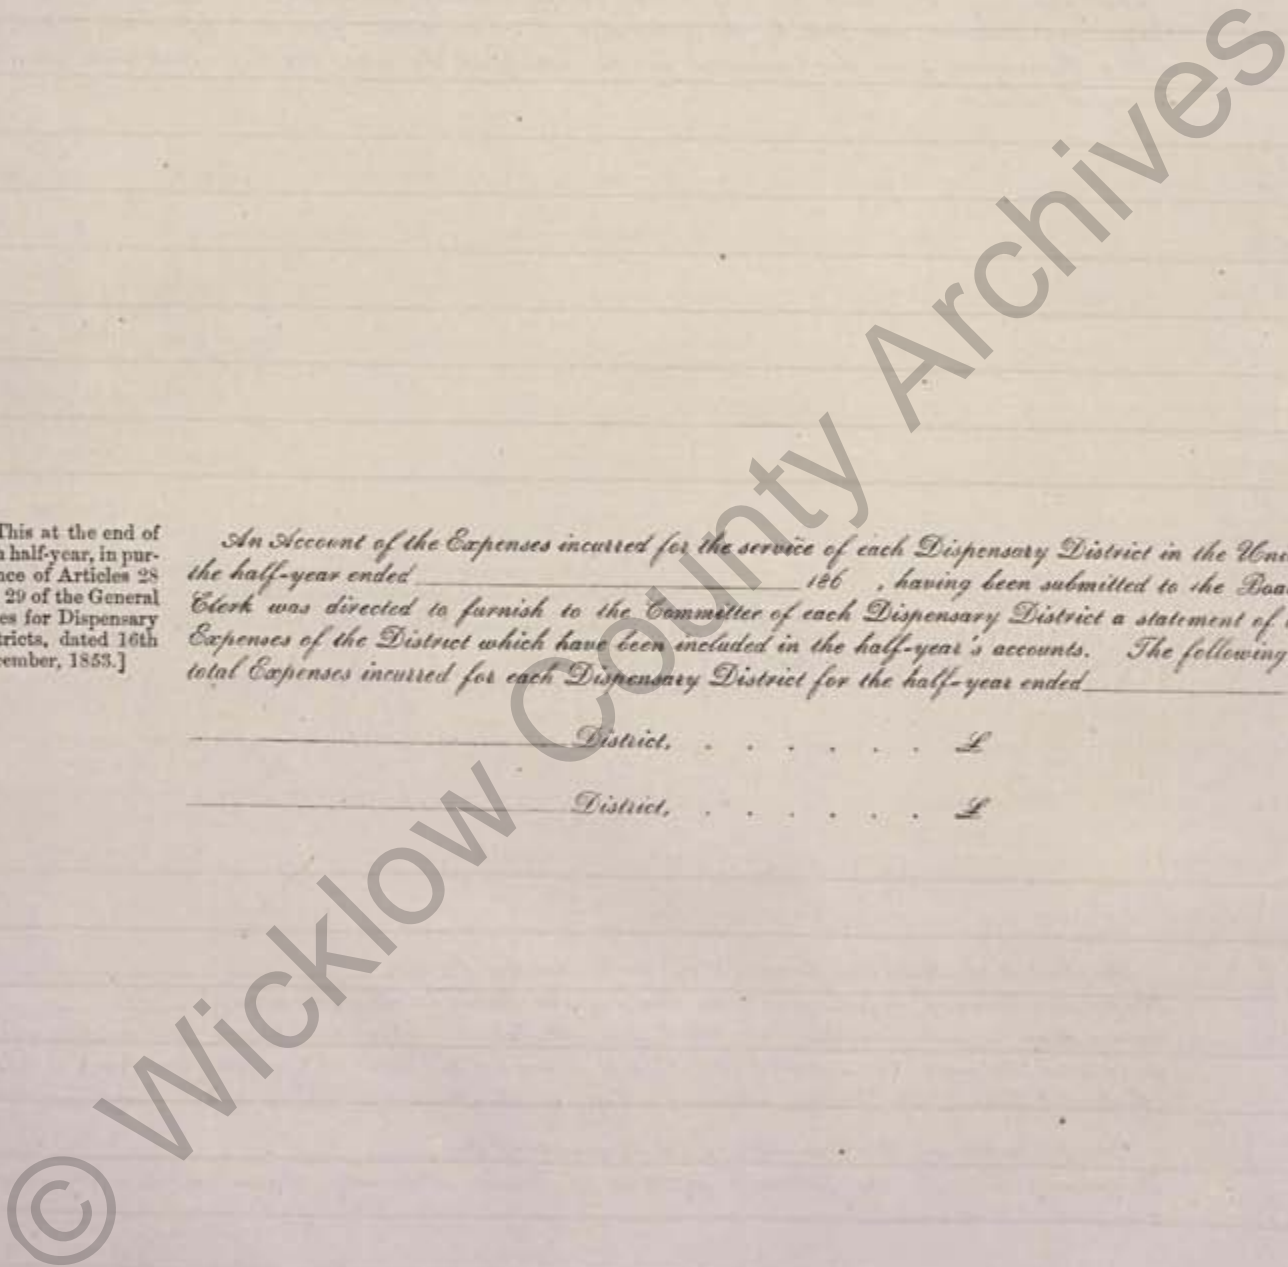 This at the end of
half-year, in pur-
nce of Articles 28
29 of the General
es for Dispensary
tricts, dated 16th
ember, 1853.]
An Account of the Expenses incurred for the service of each Dispensary District in the Uni
the half-year ended 186 , having been submitted to the Boa
Clerk was directed to furnish to the Committee of each Dispensary District a statement of
Expenses of the District which have been included in the half-year's accounts. The following
total Expenses incurred for each Dispensary District for the half-year ended
District, . . . . . . £
District, . . . . . . £
© Wicklow County Archives